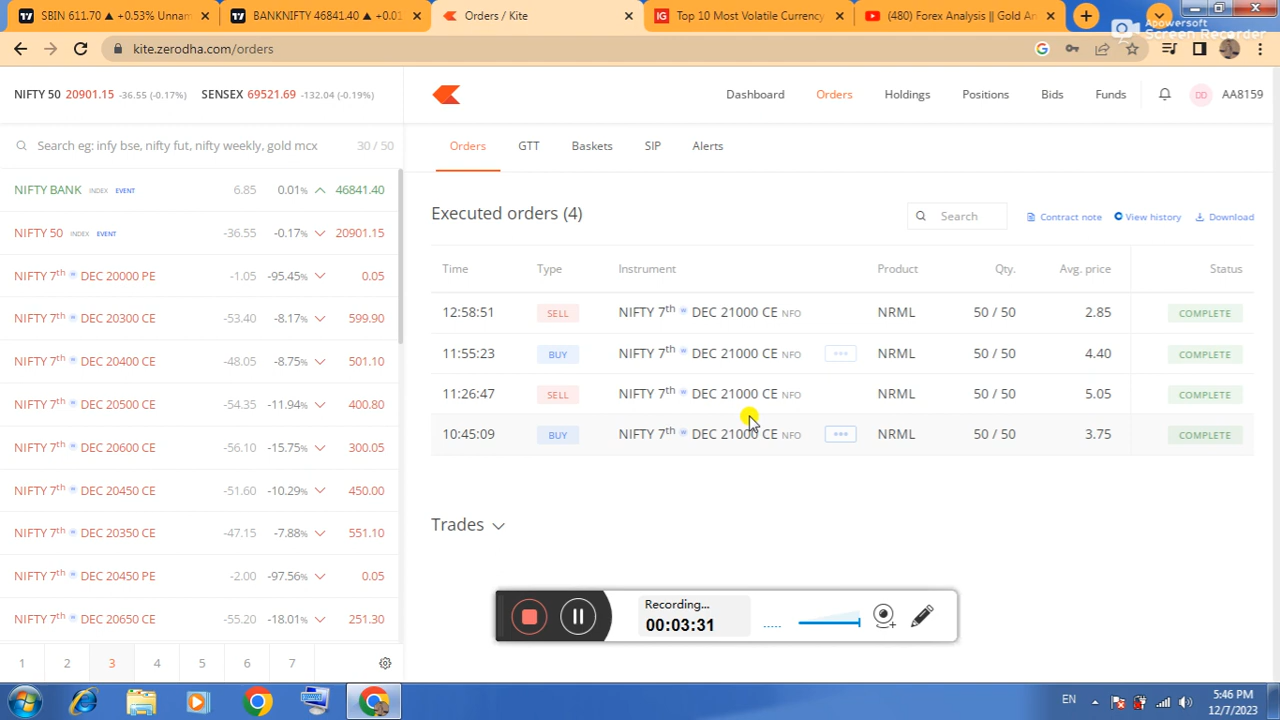 SBIN 611.70 ▲ +0.53% Unnam
BANKNIFTY 46841.40 ▲ +0.01
Orders / Kite
Top 10 Most Volatile Currency
(480) Forex Analysis || Gold An
Apowersoft
Screen Recorder
kite.zerodha.com/orders
NIFTY 50 20901.15 -36.55 (-0.17%) SENSEX 69521.69 -132.04 (-0.19%)
Dashboard Orders Holdings Positions Bids Funds DD AA8159
Search eg: infy bse, nifty fut, nifty weekly, gold mcx 30 / 50
Orders GTT Baskets SIP Alerts
NIFTY BANK INDEX EVENT 6.85 0.01% 46841.40
NIFTY 50 INDEX EVENT -36.55 -0.17% 20901.15
NIFTY 7th w DEC 20000 PE -1.05 -95.45% 0.05
NIFTY 7th w DEC 20300 CE -53.40 -8.17% 599.90
NIFTY 7th w DEC 20400 CE -48.05 -8.75% 501.10
NIFTY 7th w DEC 20500 CE -54.35 -11.94% 400.80
NIFTY 7th w DEC 20600 CE -56.10 -15.75% 300.05
NIFTY 7th w DEC 20450 CE -51.60 -10.29% 450.00
NIFTY 7th w DEC 20350 CE -47.15 -7.88% 551.10
NIFTY 7th w DEC 20450 PE -2.00 -97.56% 0.05
NIFTY 7th w DEC 20650 CE -55.20 -18.01% 251.30
1 2 3 4 5 6 7
Executed orders (4) Search Contract note View history Download
Time Type Instrument Product Qty. Avg. price Status
12:58:51 SELL NIFTY 7th w DEC 21000 CE NFO NRML 50 / 50 2.85 COMPLETE
11:55:23 BUY NIFTY 7th w DEC 21000 CE NFO NRML 50 / 50 4.40 COMPLETE
11:26:47 SELL NIFTY 7th w DEC 21000 CE NFO NRML 50 / 50 5.05 COMPLETE
10:45:09 BUY NIFTY 7th w DEC 21000 CE NFO NRML 50 / 50 3.75 COMPLETE
Trades
Recording...
00:03:31
EN
5:46 PM
12/7/2023